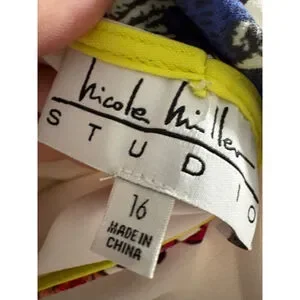 nicole miller
STUDIO
16
MADE IN
CHINA